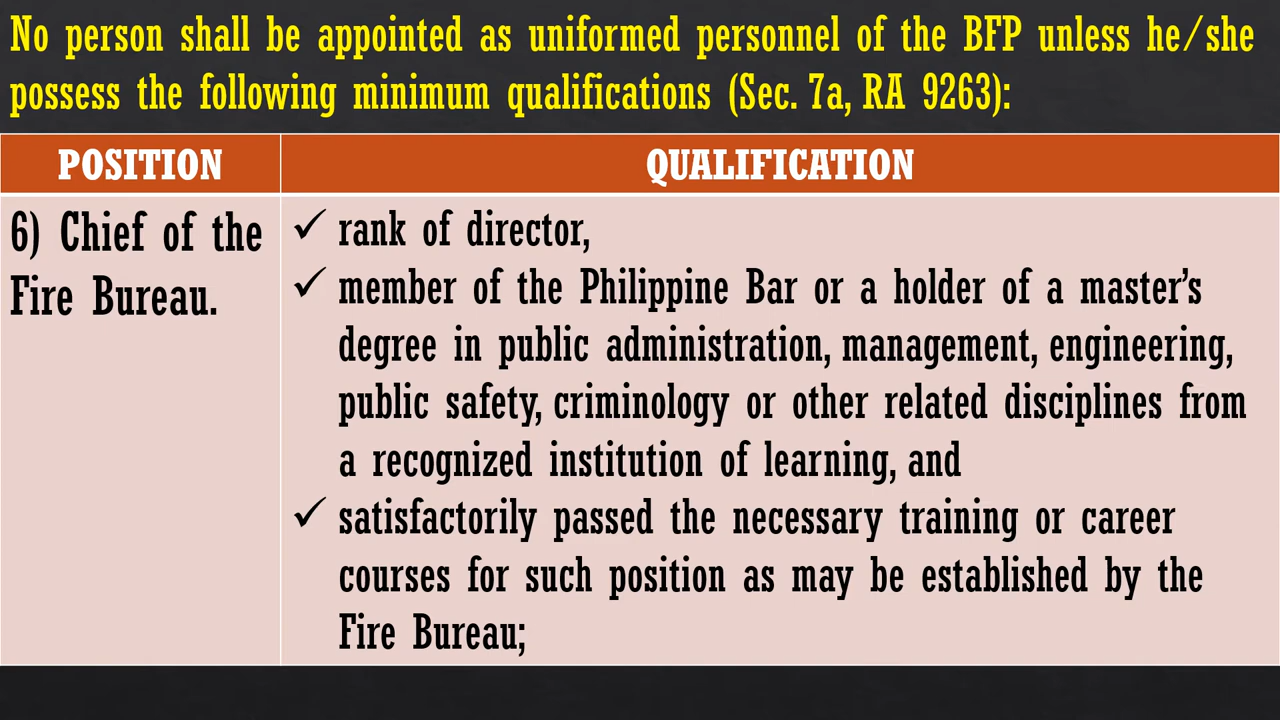 No person shall be appointed as uniformed personnel of the BFP unless he/she
possess the following minimum qualifications (Sec. 7a, RA 9263):
POSITION
QUALIFICATION
6) Chief of the
Fire Bureau.
✓ rank of director,
✓ member of the Philippine Bar or a holder of a master's
degree in public administration, management, engineering,
public safety, criminology or other related disciplines from
a recognized institution of learning, and
✓ satisfactorily passed the necessary training or career
courses for such position as may be established by the
Fire Bureau;